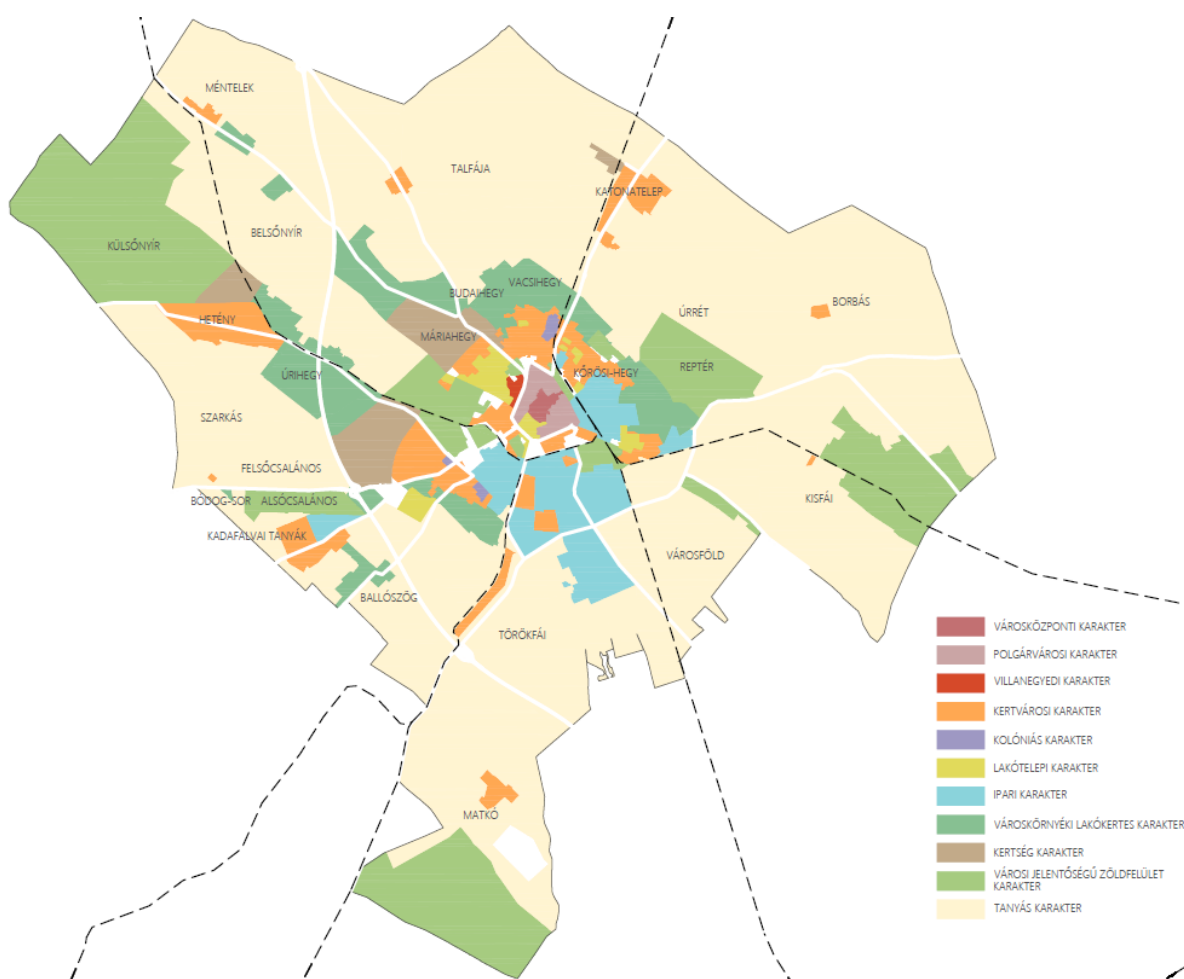 MÉNTELEK
TALFÁJA
KATONATELEP
BELSŐNYÍR
KÜLSŐNYÍR
VACSIHEGY
BUDAIHEGY
BORBÁS
ÚRRÉT
HETÉNY
MÁRIAHEGY
KŐRÖSI-HEGY
REPTÉR
ÚRIHEGY
SZARKÁS
FELSŐCSALÁNOS
BODOG-SOR
ALSÓCSALÁNOS
KISFÁI
KADAFALVAI TANYÁK
VÁROSFÖLD
BALLÓSZÖG
TÖRÖKFÁI
MATKÓ
VÁROSKÖZPONTI KARAKTER
POLGÁRVÁROSI KARAKTER
VILLANEGYEDI KARAKTER
KERTVÁROSI KARAKTER
KOLÓNIÁS KARAKTER
LAKÓTELEPI KARAKTER
IPARI KARAKTER
VÁROSKÖRNYÉKI LAKÓKERTES KARAKTER
KERTSÉG KARAKTER
VÁROSI JELENTŐSÉGŰ ZÖLDFELÜLET
KARAKTER
TANYÁS KARAKTER